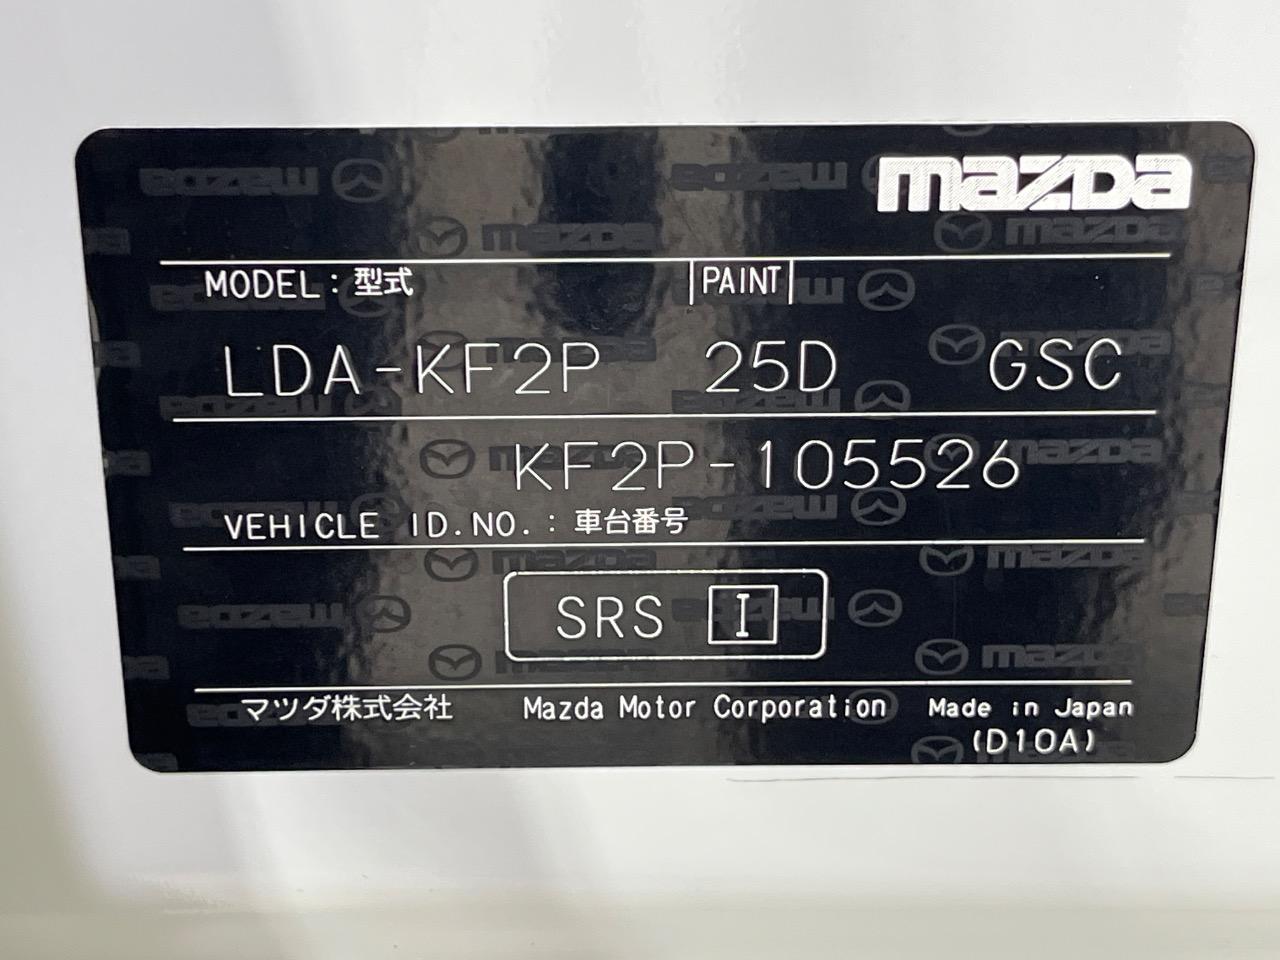 mazda
MODEL：型式 PAINT
LDA-KF2P 25D GSC
KF2P-105526
VEHICLE ID.NO.：車台番号
SRS I
マツダ株式会社 Mazda Motor Corporation Made in Japan
(D10A)